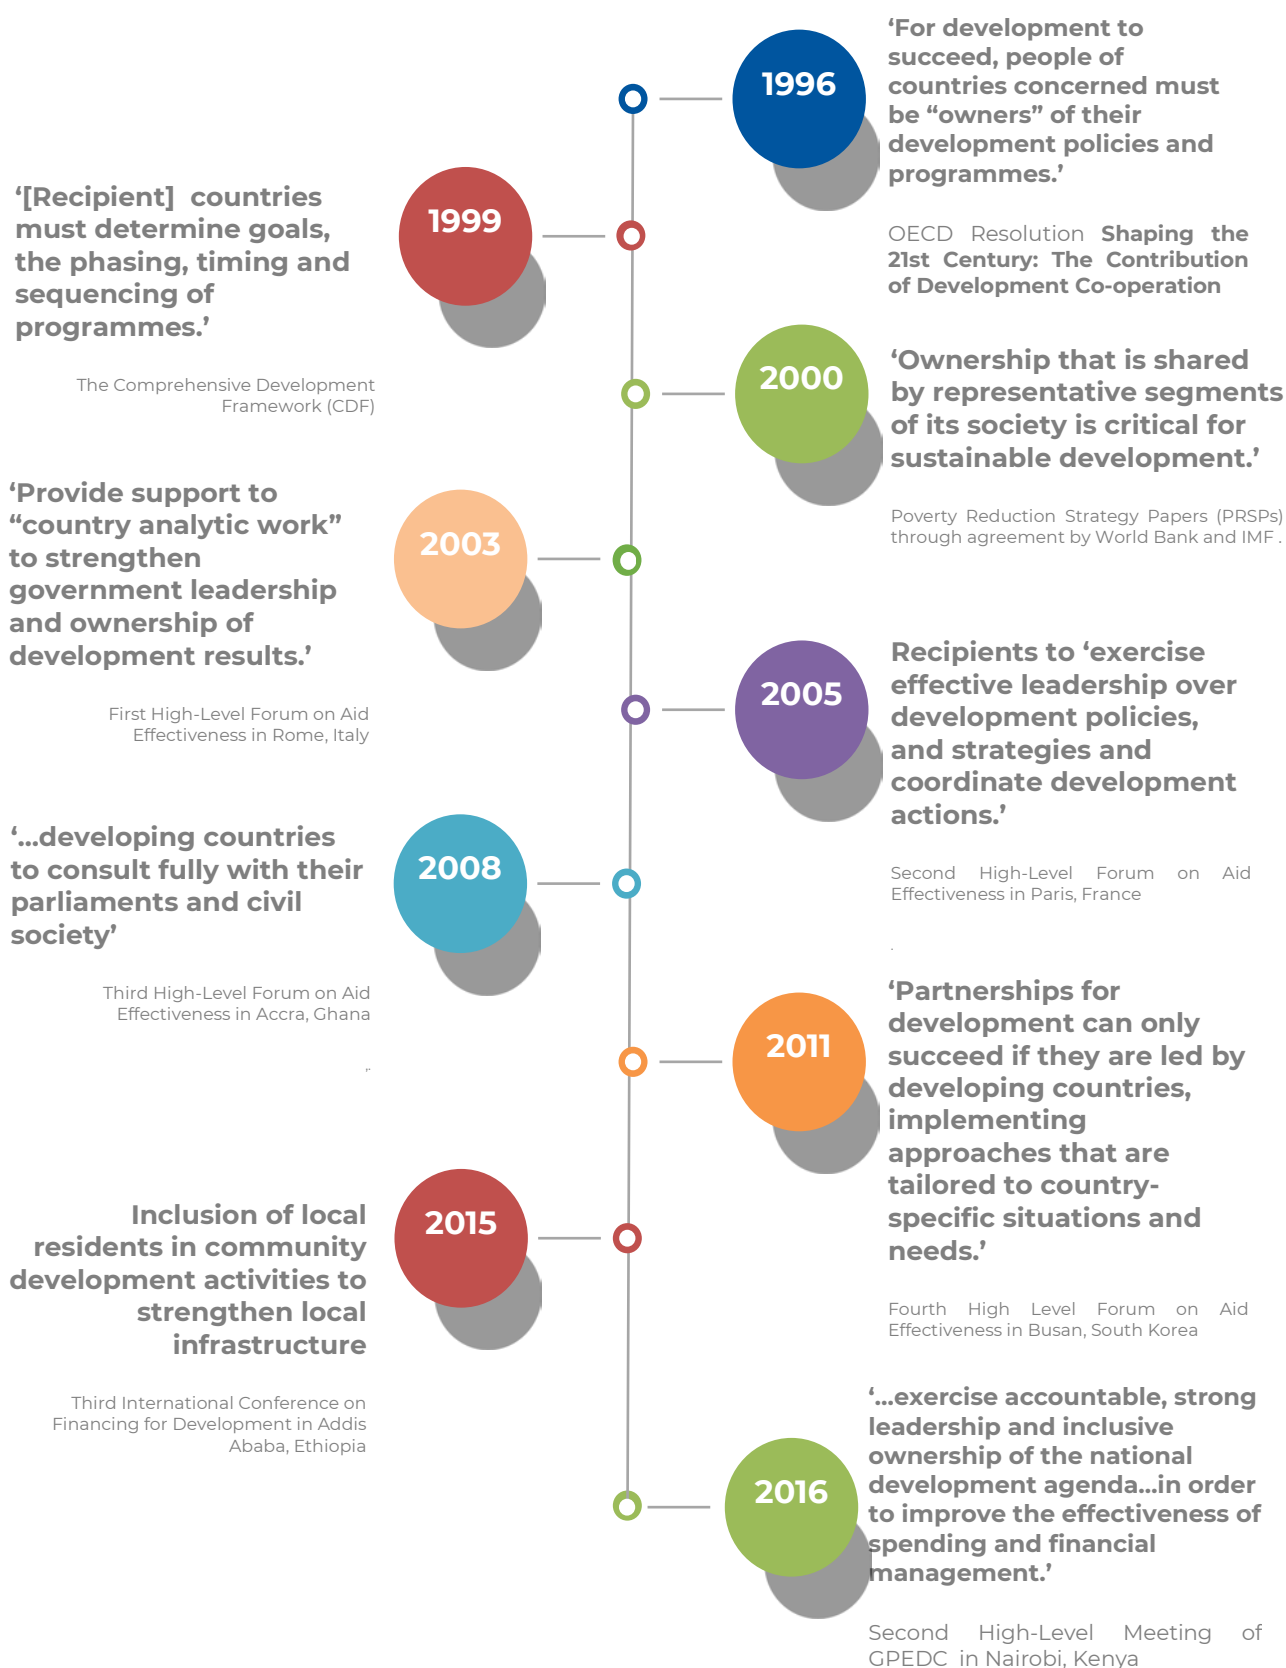 1996
‘For development to
succeed, people of
countries concerned must
be “owners” of their
development policies and
programmes.’
OECD Resolution Shaping the
21st Century: The Contribution
of Development Co-operation
1999
‘[Recipient] countries
must determine goals,
the phasing, timing and
sequencing of
programmes.’
The Comprehensive Development
Framework (CDF)
2000
‘Ownership that is shared
by representative segments
of its society is critical for
sustainable development.’
Poverty Reduction Strategy Papers (PRSPs)
through agreement by World Bank and IMF .
2003
‘Provide support to
“country analytic work”
to strengthen
government leadership
and ownership of
development results.’
First High-Level Forum on Aid
Effectiveness in Rome, Italy
2005
Recipients to ‘exercise
effective leadership over
development policies,
and strategies and
coordinate development
actions.’
Second High-Level Forum on Aid
Effectiveness in Paris, France
.
2008
‘...developing countries
to consult fully with their
parliaments and civil
society’
Third High-Level Forum on Aid
Effectiveness in Accra, Ghana
2011
‘Partnerships for
development can only
succeed if they are led by
developing countries,
implementing
approaches that are
tailored to country-
specific situations and
needs.’
Fourth High Level Forum on Aid
Effectiveness in Busan, South Korea
2015
Inclusion of local
residents in community
development activities to
strengthen local
infrastructure
Third International Conference on
Financing for Development in Addis
Ababa, Ethiopia
2016
‘...exercise accountable, strong
leadership and inclusive
ownership of the national
development agenda...in order
to improve the effectiveness of
spending and financial
management.’
Second High-Level Meeting of
GPEDC in Nairobi, Kenya